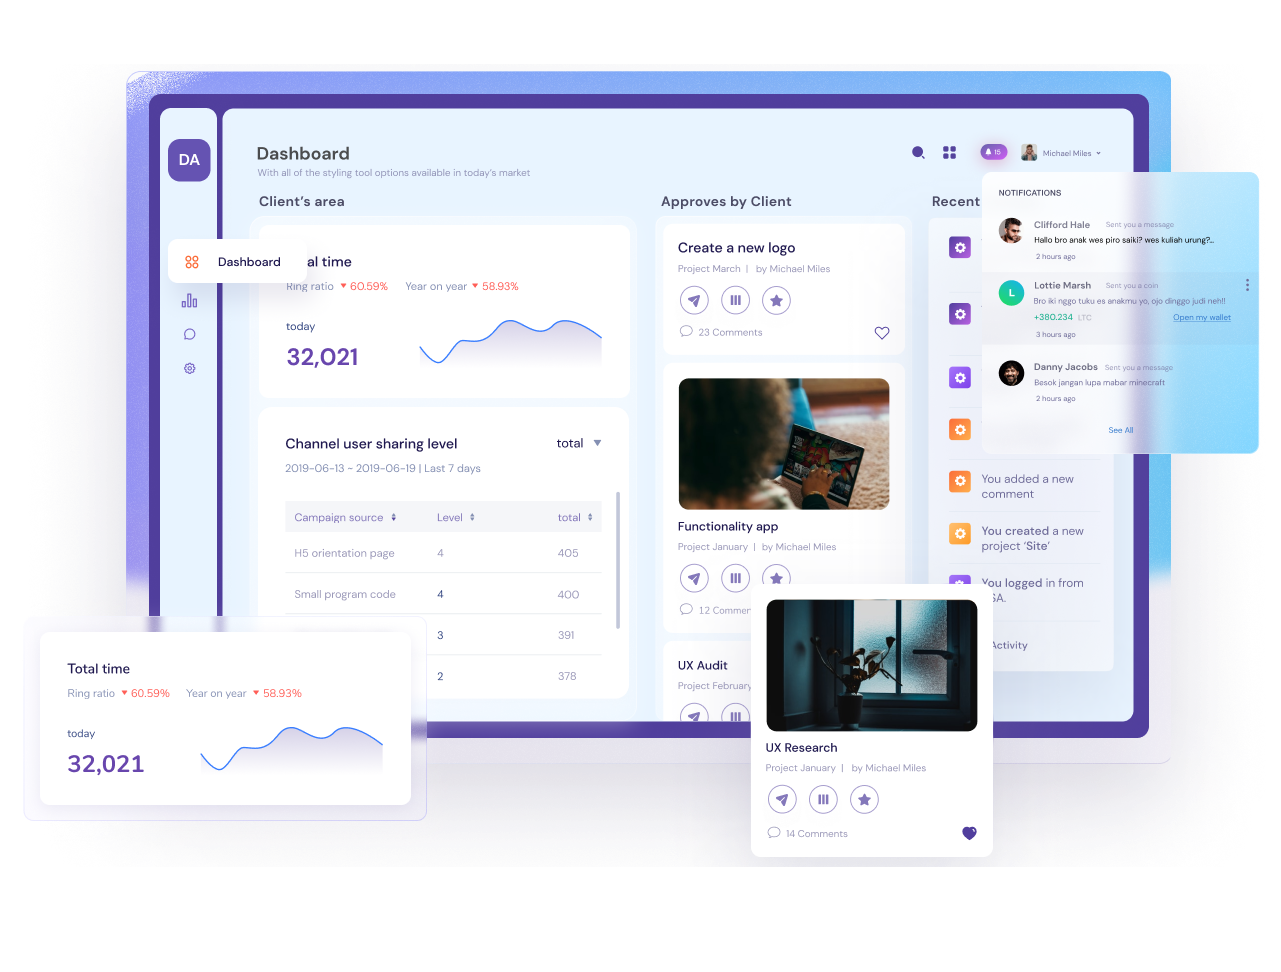 DA
Dashboard
With all of the styling tool options available in today's market
15
Michael Miles
Client's area
Approves by Client
Recent
Dashboard
al time
Ring ratio 60.59% Year on year 58.93%
today
32,021
Channel user sharing level
total
2019-06-13 ~ 2019-06-19 | Last 7 days
Campaign source Level total
H5 orientation page 4 405
Small program code 4 400
3 391
2 378
Create a new logo
Project March | by Michael Miles
23 Comments
Functionality app
Project January | by Michael Miles
12 Commen
UX Audit
Project February
NOTIFICATIONS
Clifford Hale Sent you a message
Hallo bro anak wes piro saiki? wes kuliah urung?...
2 hours ago
L
Lottie Marsh Sent you a coin
Bro iki nggo tuku es anakmu yo, ojo dinggo judi neh!!
+380.234 LTC Open my wallet
3 hours ago
Danny Jacobs Sent you a message
Besok jangan lupa mabar minecraft
2 hours ago
See All
You added a new
comment
You created a new
project 'Site'
You logged in from
SA.
Activity
Total time
Ring ratio 60.59% Year on year 58.93%
today
32,021
UX Research
Project January | by Michael Miles
14 Comments